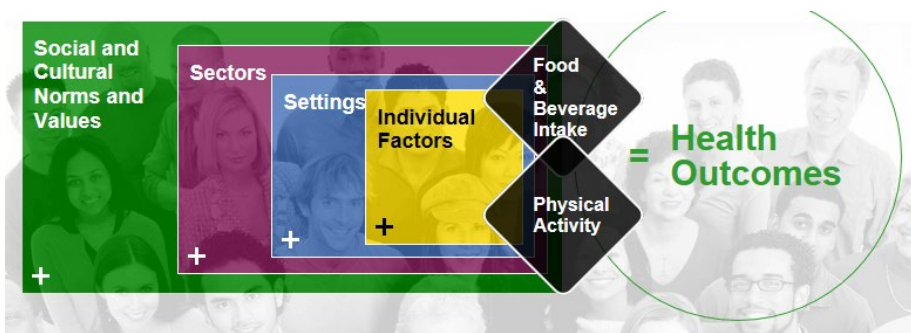 Social and
Cultural
Norms and
Values
+
Sectors
+
Settings
+
Individual
Factors
+
Food
&
Beverage
Intake
Physical
Activity
=
Health
Outcomes